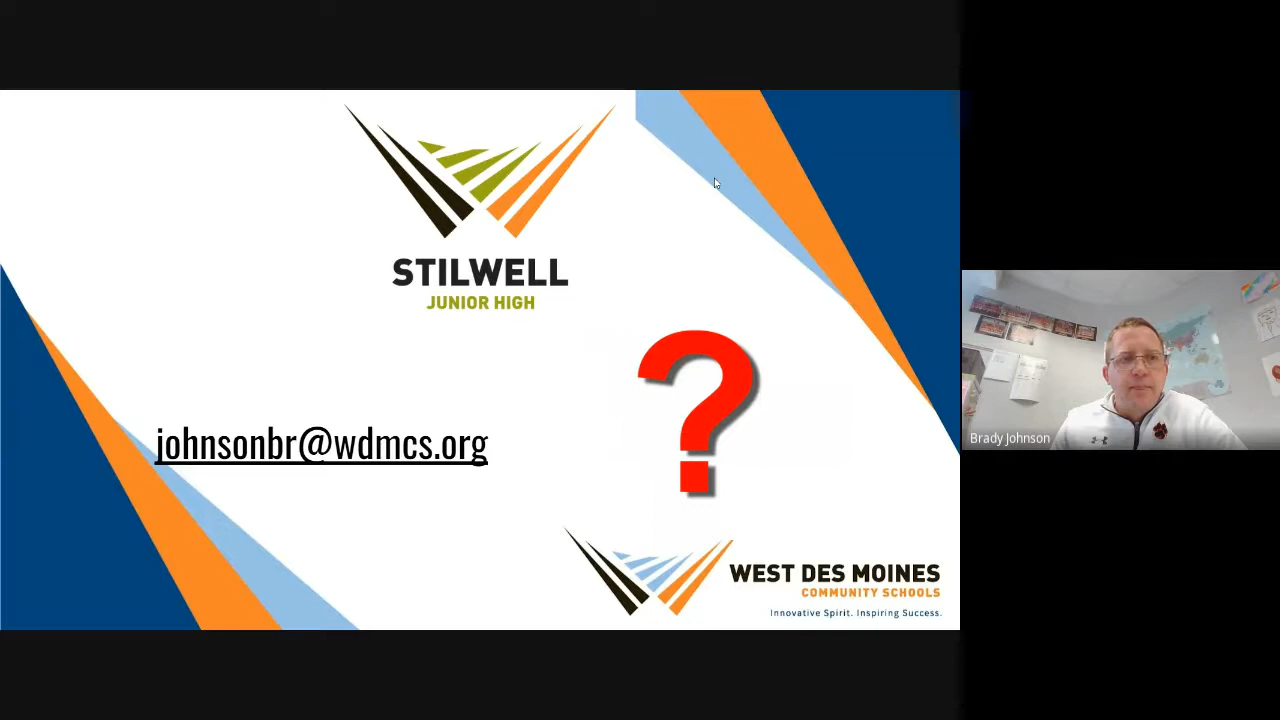 STILWELL
JUNIOR HIGH
?
johnsonbr@wdmcs.org
WEST DES MOINES
COMMUNITY SCHOOLS
Innovative Spirit. Inspiring Success.
Brady Johnson